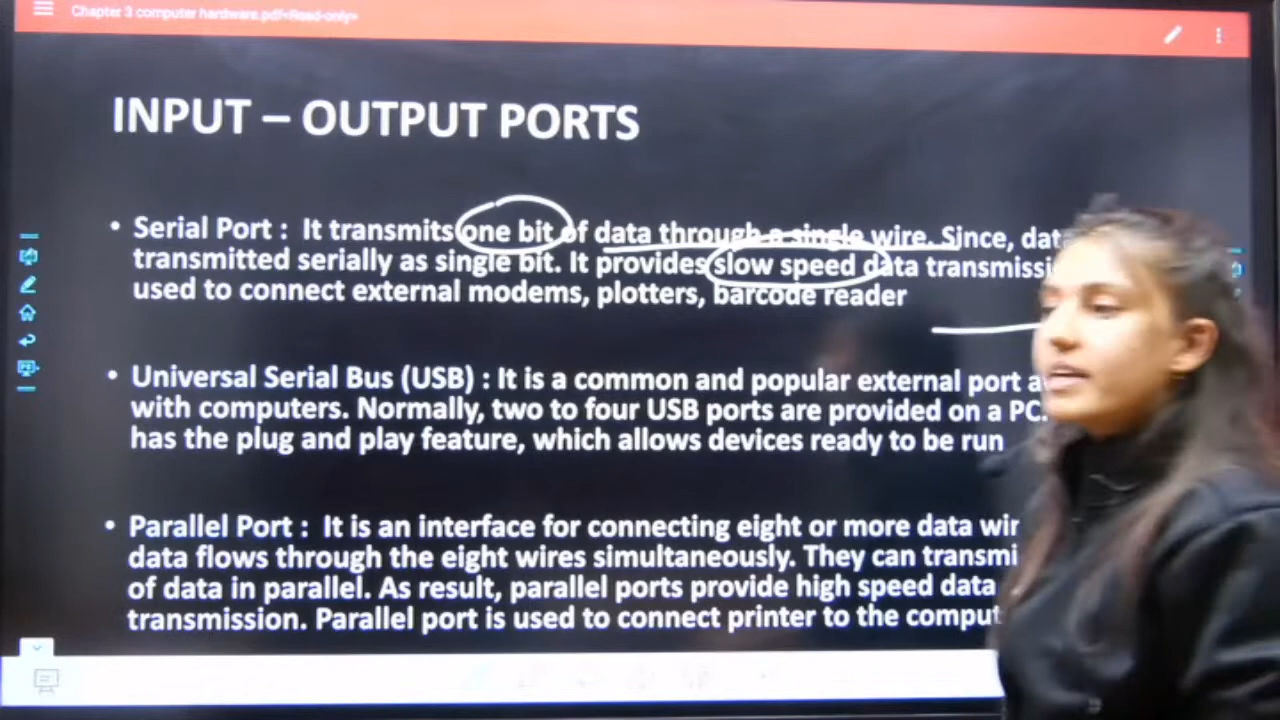 Chapter 3 computer hardware.pdf<Read-only>
INPUT – OUTPUT PORTS
• Serial Port : It transmits one bit of data through a single wire. Since, data
transmitted serially as single bit. It provides slow speed data
used to connect external modems, plotters, barcode reader
• Universal Serial Bus (USB) : It is a common and popular external port
with computers. Normally, two to four USB ports are provided on a PC.
has the plug and play feature, which allows devices ready to be run
• Parallel Port : It is an interface for connecting eight or more data
data flows through the eight wires simultaneously. They can
of data in parallel. As result, parallel ports provide high speed data
transmission. Parallel port is used to connect printer to the